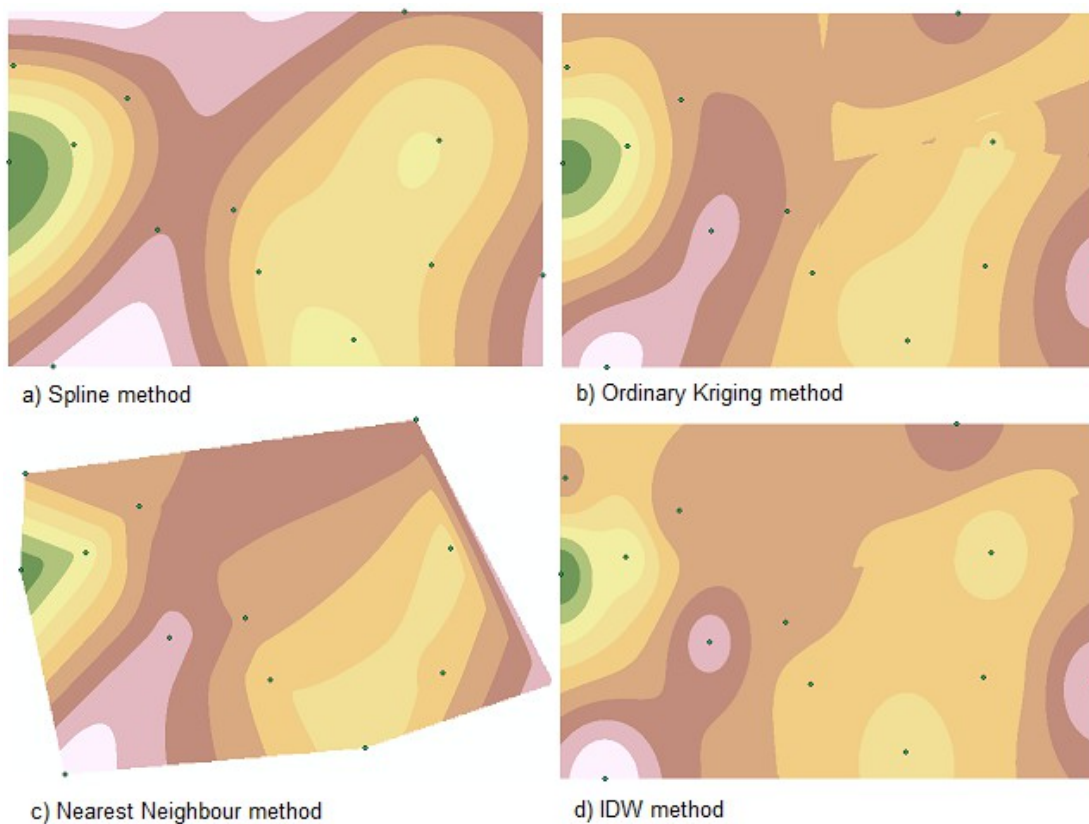 a) Spline method
b) Ordinary Kriging method
c) Nearest Neighbour method
d) IDW method